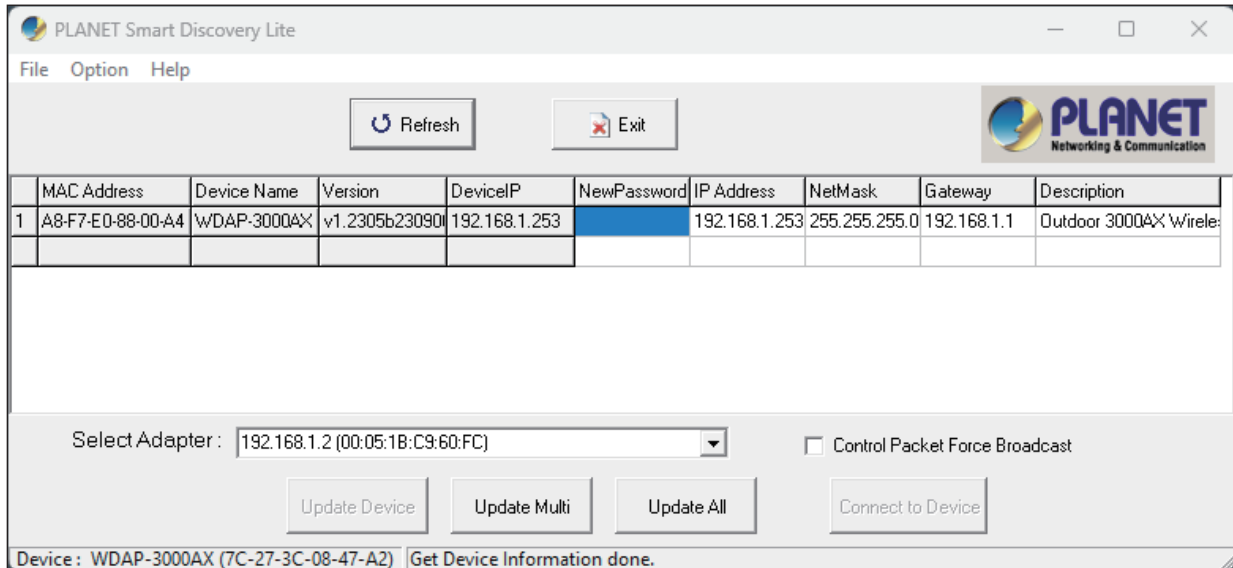 PLANET Smart Discovery Lite
File Option Help
Refresh Exit
PLANET
Networking & Communication
MAC Address Device Name Version DeviceIP NewPassword IP Address NetMask Gateway Description
1 A8-F7-E0-88-00-A4 WDAP-3000AX v1.2305b23090 192.168.1.253 192.168.1.253 255.255.255.0 192.168.1.1 Outdoor 3000AX Wirele
Select Adapter : 192.168.1.2 (00:05:1B:C9:60:FC) Control Packet Force Broadcast
Update Device Update Multi Update All Connect to Device
Device : WDAP-3000AX (7C-27-3C-08-47-A2) Get Device Information done.